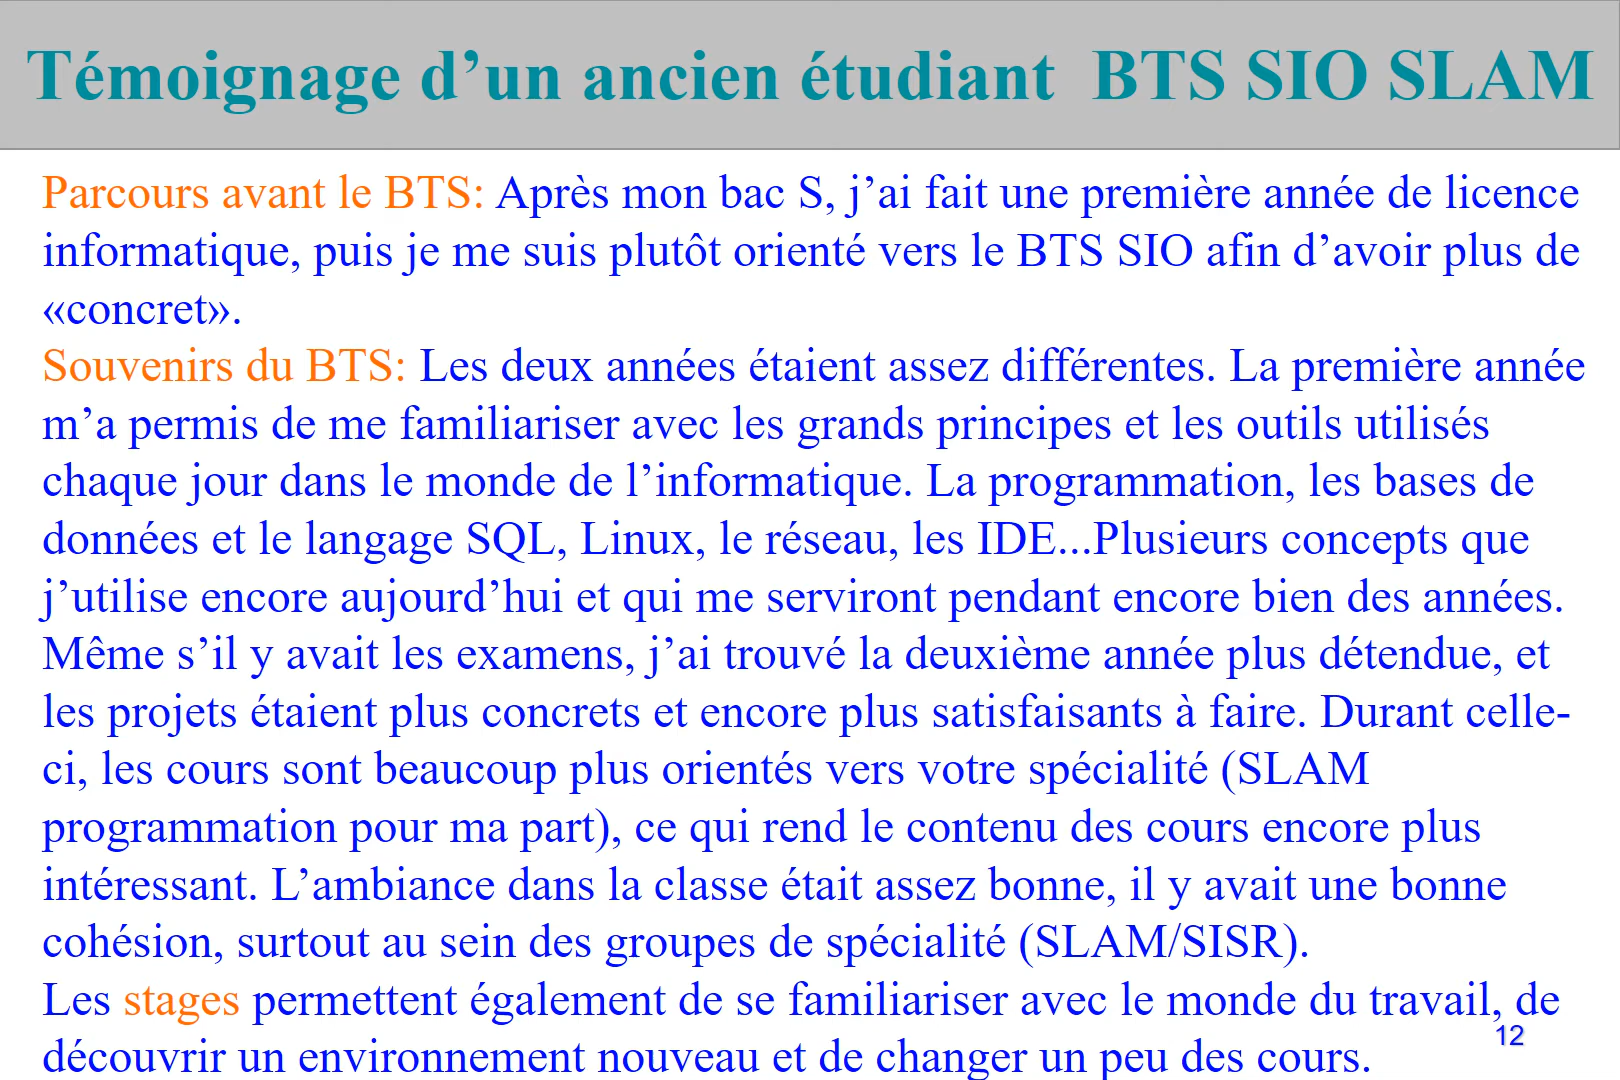 Témoignage d’un ancien étudiant  BTS SIO SLAM
Parcours avant le BTS: Après mon bac S, j’ai fait une première année de licence
informatique, puis je me suis plutôt orienté vers le BTS SIO afin d’avoir plus de
«concret».
Souvenirs du BTS: Les deux années étaient assez différentes. La première année
m’a permis de me familiariser avec les grands principes et les outils utilisés
chaque jour dans le monde de l’informatique. La programmation, les bases de
données et le langage SQL, Linux, le réseau, les IDE...Plusieurs concepts que
j’utilise encore aujourd’hui et qui me serviront pendant encore bien des années.
Même s’il y avait les examens, j’ai trouvé la deuxième année plus détendue, et
les projets étaient plus concrets et encore plus satisfaisants à faire. Durant celle-
ci, les cours sont beaucoup plus orientés vers votre spécialité (SLAM
programmation pour ma part), ce qui rend le contenu des cours encore plus
intéressant. L’ambiance dans la classe était assez bonne, il y avait une bonne
cohésion, surtout au sein des groupes de spécialité (SLAM/SISR).
Les stages permettent également de se familiariser avec le monde du travail, de
découvrir un environnement nouveau et de changer un peu des cours.
12